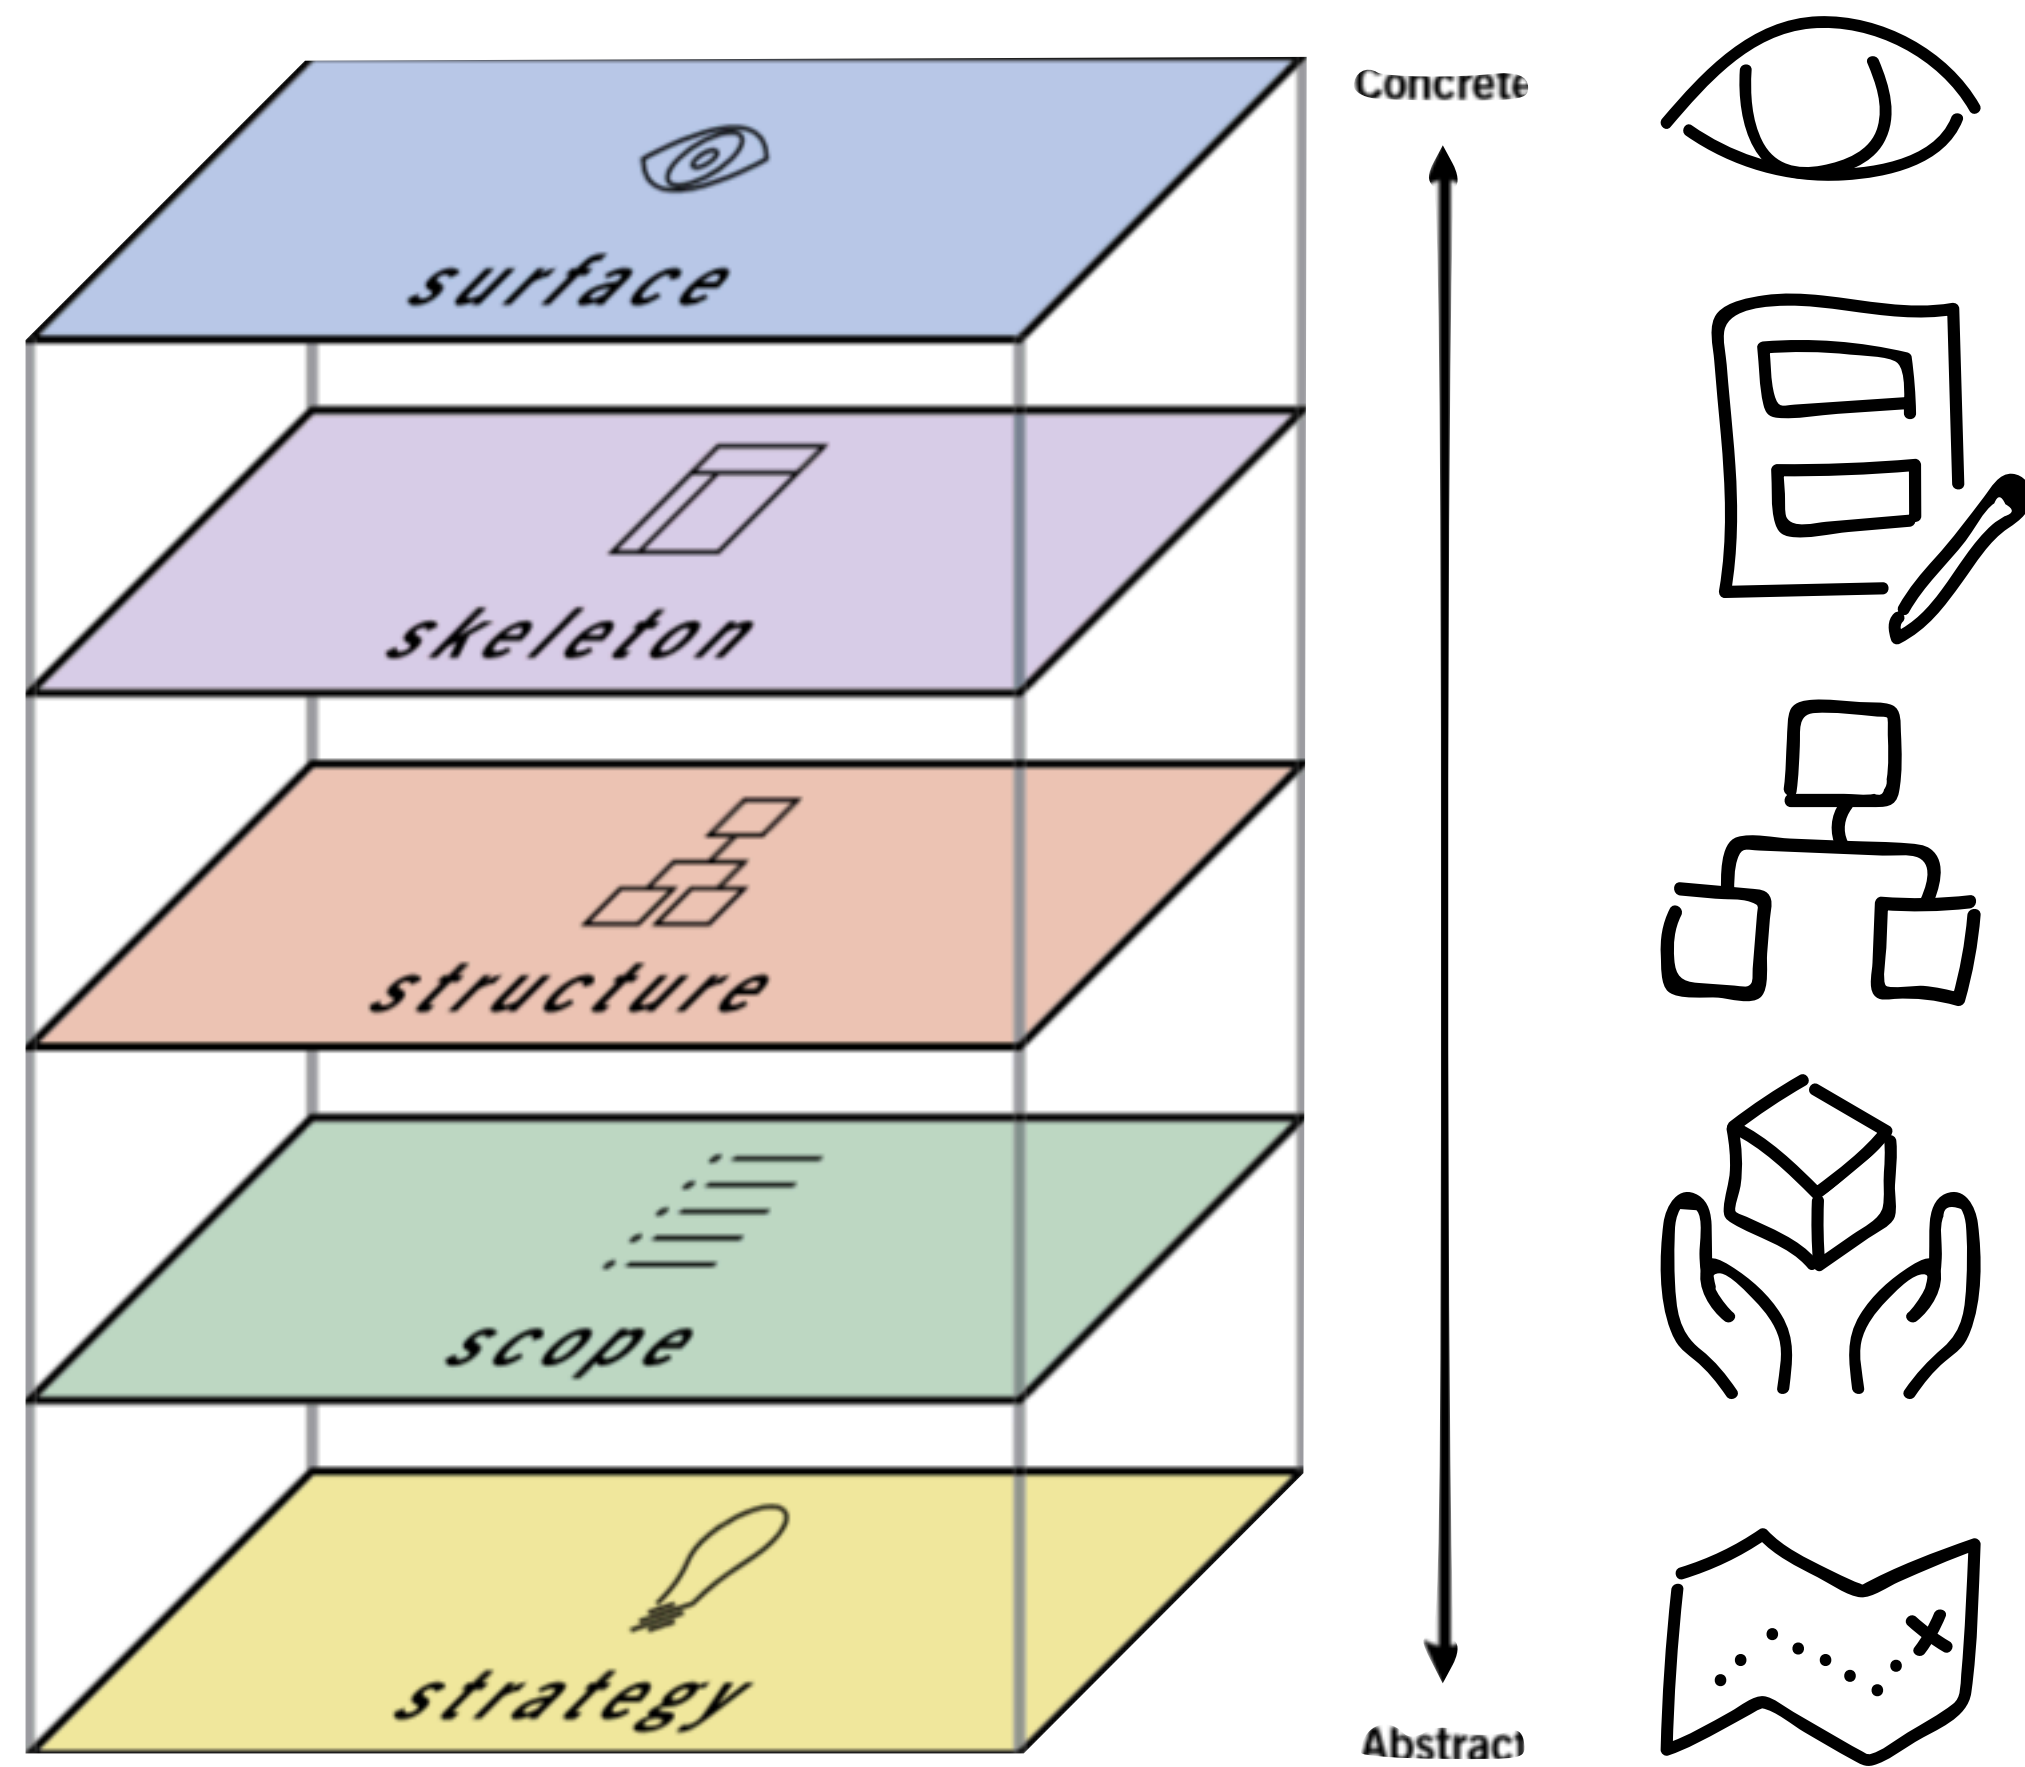 Concrete
surface
skeleton
structure
scope
strategy
Abstract